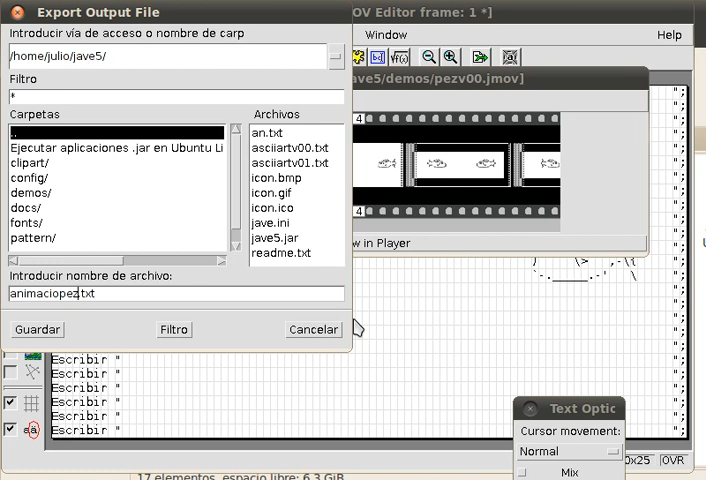 Export Output File
Introducir vía de acceso o nombre de carp
/home/julio/jave5/
Filtro
*
Carpetas
..
Ejecutar aplicaciones .jar en Ubuntu Li
clipart/
config/
demos/
docs/
fonts/
pattern/
Archivos
an.txt
asciiartv00.txt
asciiartv01.txt
icon.bmp
icon.gif
icon.ico
jave.ini
jave5.jar
readme.txt
Introducir nombre de archivo:
animaciopez.txt
Guardar
Filtro
Cancelar
OV Editor frame: 1 *]
Window
Help
ave5/demos/pezv00.jmov]
4
4
w in Player
Escribir "
Escribir "
Escribir "
Escribir "
Escribir "
Escribir "
Text Optic
Cursor movement:
Normal
Mix
0x25
OVR
17 elementos, espacio libre: 6,3 GiB